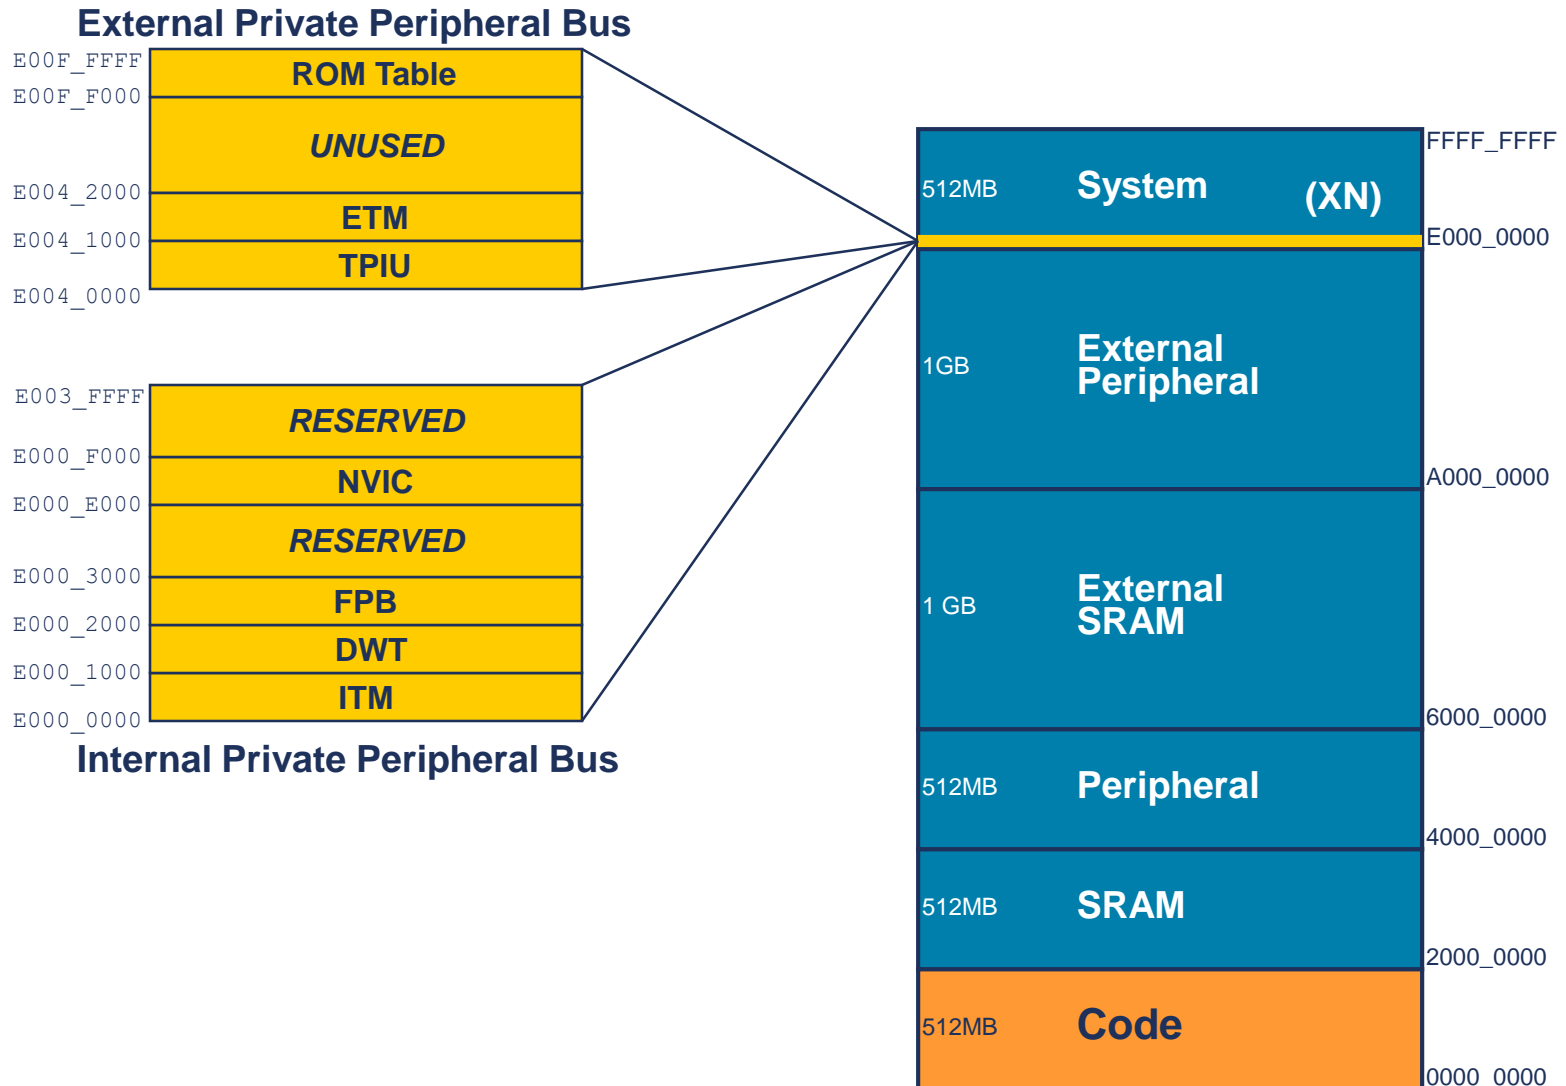 External Private Peripheral Bus
E00F_FFFF
ROM Table
E00F_F000
UNUSED
E004_2000
ETM
E004_1000
TPIU
E004_0000
E003_FFFF
RESERVED
E000_F000
NVIC
E000_E000
RESERVED
E000_3000
FPB
E000_2000
DWT
E000_1000
ITM
E000_0000
Internal Private Peripheral Bus
FFFF_FFFF
512MB
System
(XN)
E000_0000
1GB
External
Peripheral
A000_0000
1 GB
External
SRAM
6000_0000
512MB
Peripheral
4000_0000
512MB
SRAM
2000_0000
512MB
Code
0000_0000